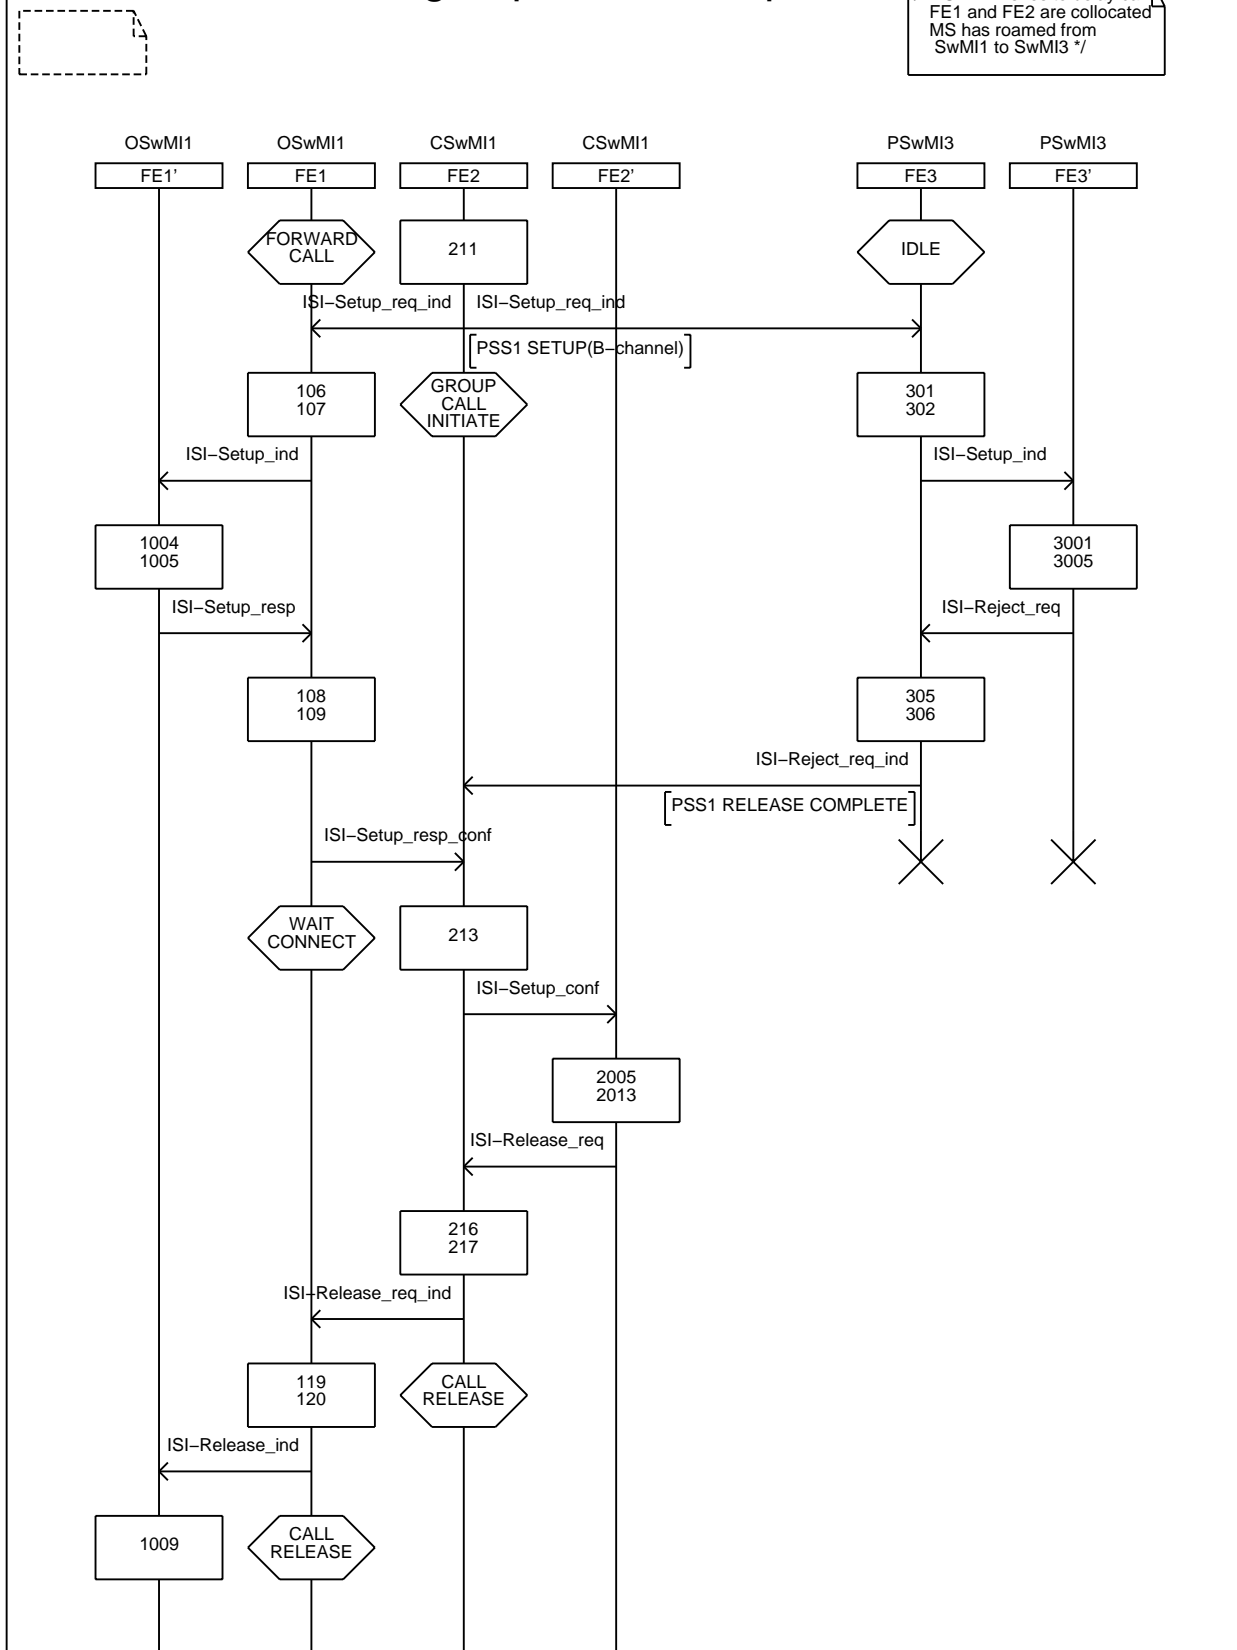 FE1 and FE2 are collocated
MS has roamed from
SwMI1 to SwMI3 */
OSwMI1 OSwMI1 CSwMI1 CSwMI1 PSwMI3 PSwMI3
FE1' FE1 FE2 FE2' FE3 FE3'
FORWARD
CALL
211
IDLE
ISI–Setup_req_ind ISI–Setup_req_ind
PSS1 SETUP(B–channel)
106
107
GROUP
CALL
INITIATE
301
302
ISI–Setup_ind ISI–Setup_ind
1004
1005
3001
3005
ISI–Setup_resp ISI–Reject_req
108
109
305
306
ISI–Reject_req_ind
PSS1 RELEASE COMPLETE
ISI–Setup_resp_conf
WAIT
CONNECT
213
ISI–Setup_conf
2005
2013
ISI–Release_req
216
217
ISI–Release_req_ind
119
120
CALL
RELEASE
ISI–Release_ind
1009
CALL
RELEASE